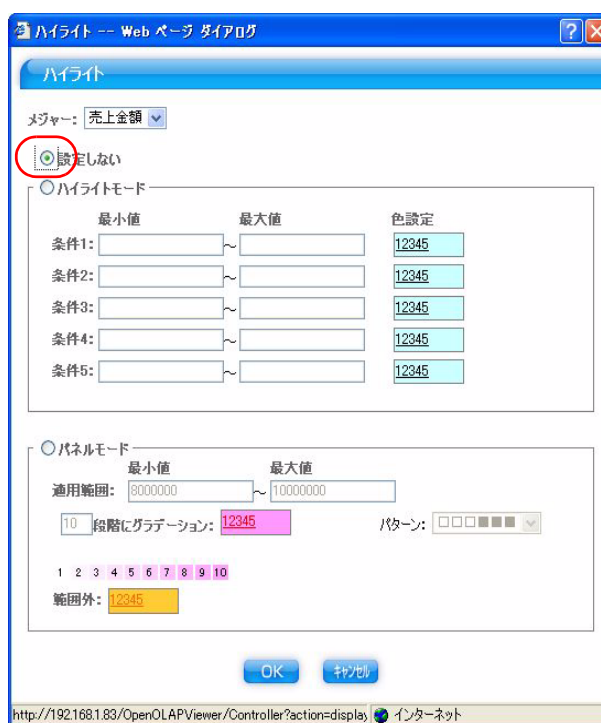 ハイライト -- Web ページ ダイアログ
ハイライト
メジャー: 売上金額
設定しない
ハイライトモード
最小値 最大値 色設定
条件1: ～ 12345
条件2: ～ 12345
条件3: ～ 12345
条件4: ～ 12345
条件5: ～ 12345
パネルモード
最小値 最大値
適用範囲: 8000000 ～ 10000000
10 段階にグラデーション: 12345 パターン: □□□■■■
1 2 3 4 5 6 7 8 9 10
範囲外: 12345
OK キャンセル
http://192.168.1.83/OpenOLAPViewer/Controller?action=display インターネット